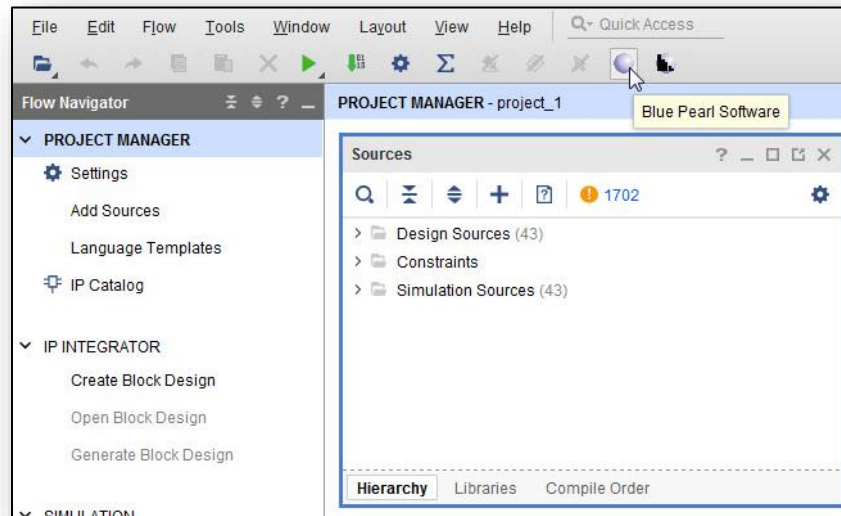 File Edit Flow Tools Window Layout View Help Quick Access
Flow Navigator
PROJECT MANAGER - project_1
Blue Pearl Software
PROJECT MANAGER
Settings
Add Sources
Language Templates
IP Catalog
IP INTEGRATOR
Create Block Design
Open Block Design
Generate Block Design
SIMULATION
Sources
1702
Design Sources (43)
Constraints
Simulation Sources (43)
Hierarchy Libraries Compile Order